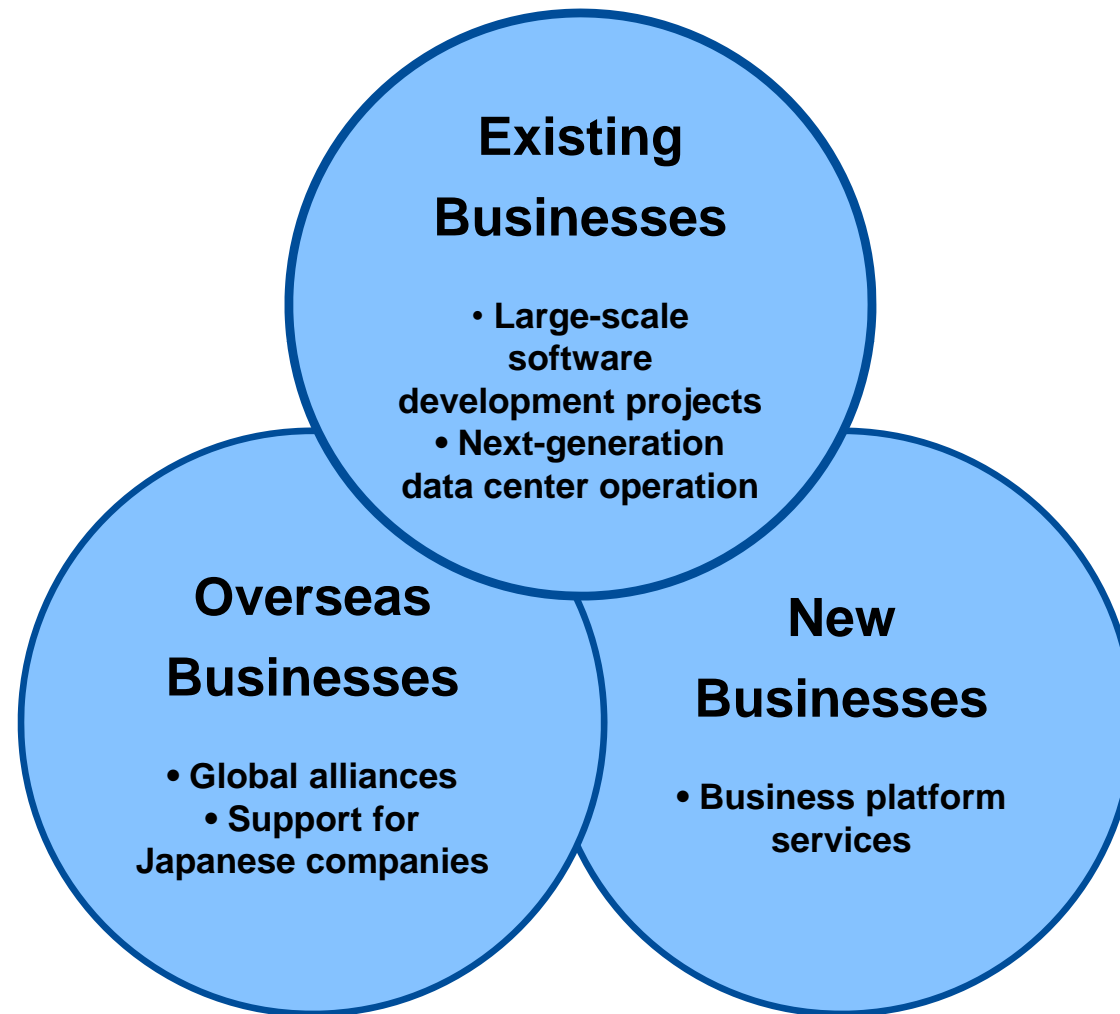 Existing
Businesses
• Large-scale
software
development projects
• Next-generation
data center operation
Overseas
Businesses
• Global alliances
• Support for
Japanese companies
New
Businesses
• Business platform
services